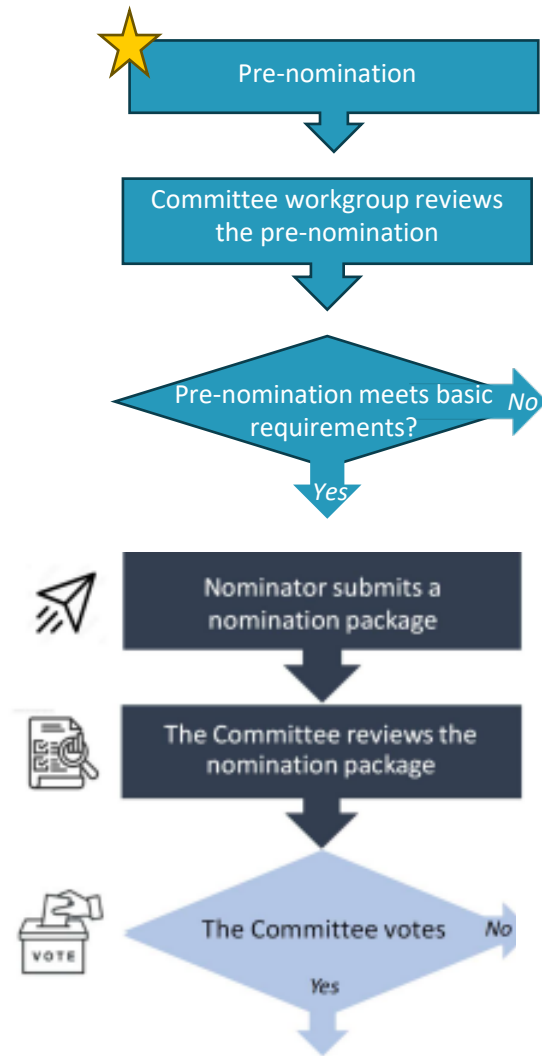 Pre-nomination
Committee workgroup reviews
the pre-nomination
Pre-nomination meets basic
requirements?
No
Yes
Nominator submits a
nomination package
The Committee reviews the
nomination package
The Committee votes
No
VOTE
Yes